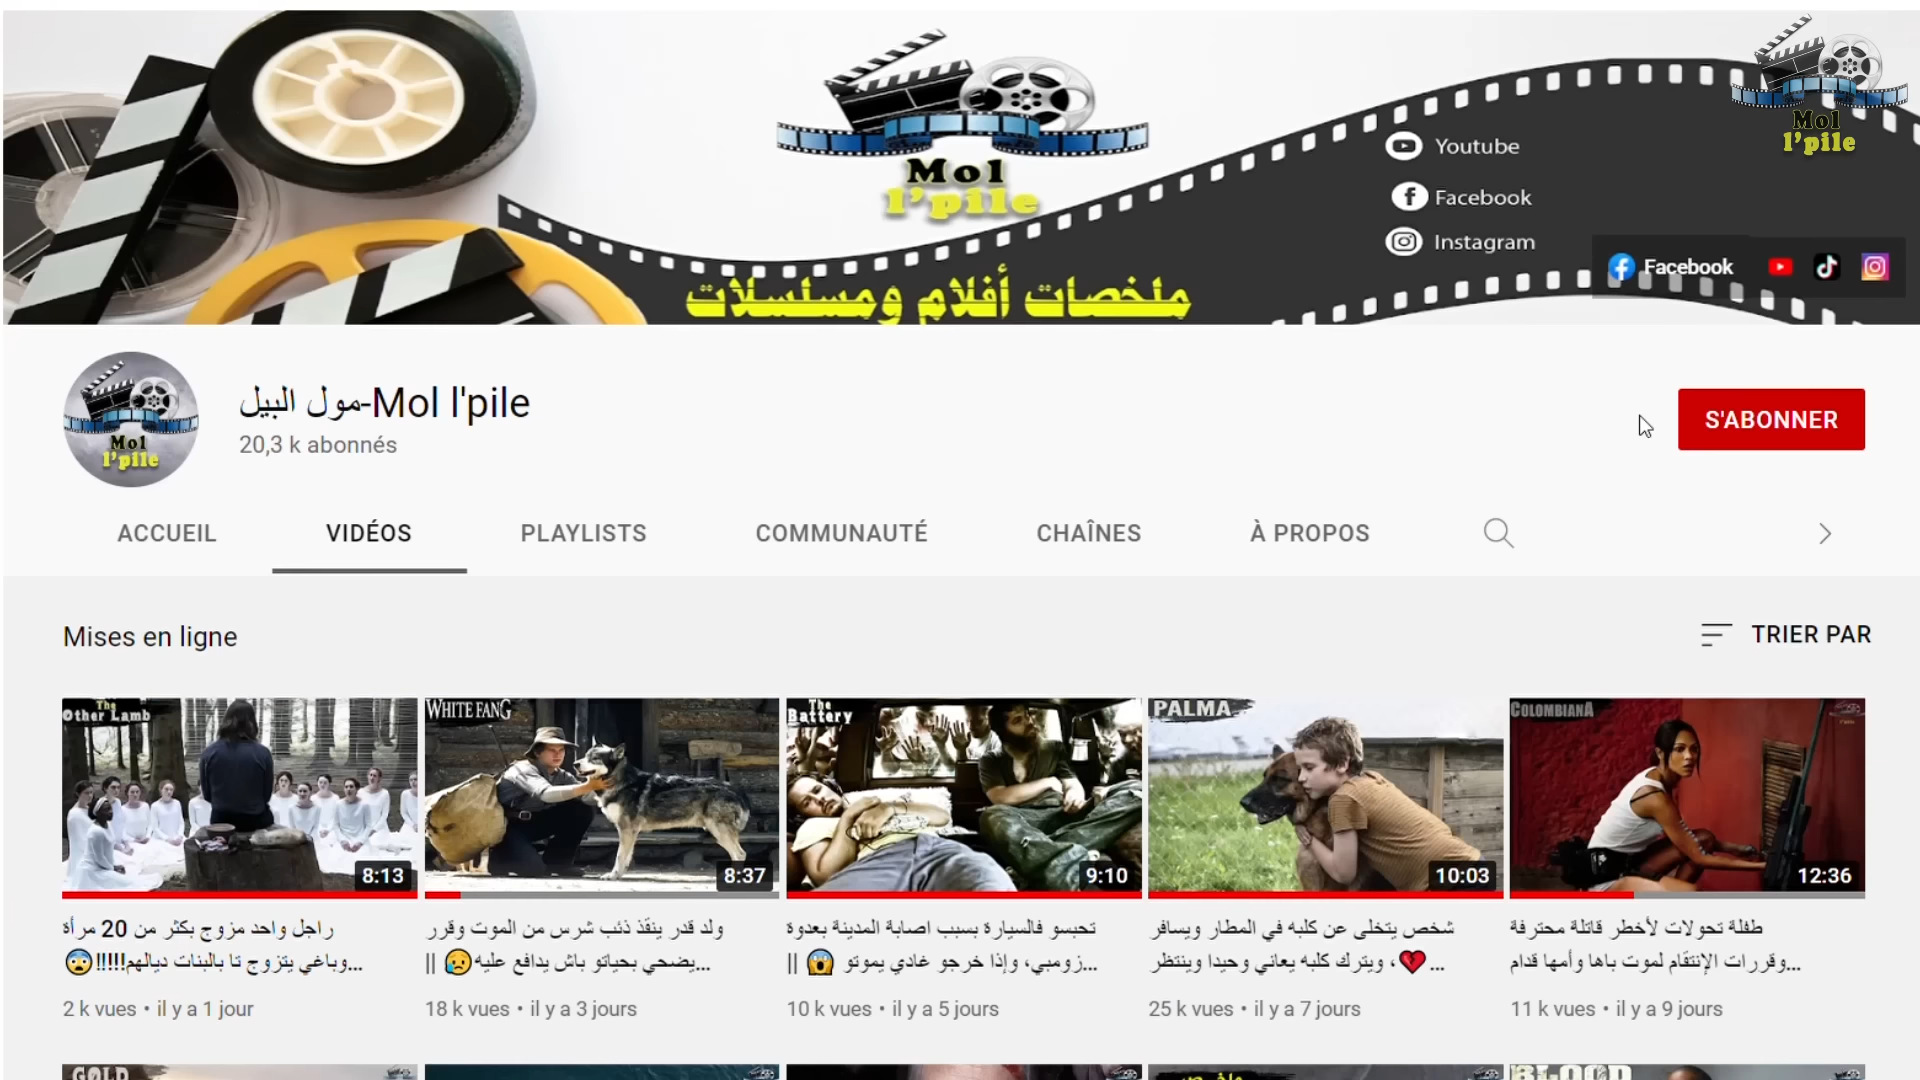 Mol
l'pile
Mol
l'pile
Youtube
Facebook
Instagram
Facebook
ملخصات أفلام ومسلسلات
Mol
l'pile
مول البيل-Mol l'pile
20,3 k abonnés
S'ABONNER
ACCUEIL
VIDÉOS
PLAYLISTS
COMMUNAUTÉ
CHAÎNES
À PROPOS
Mises en ligne
TRIER PAR
The
Other Lamb
8:13
WHITE FANG
8:37
The
Battery
9:10
PALMA
10:03
COLOMBIANA
12:36
راجل واحد مزوج بكثر من 20 مرأة
وباغي يتزوج تا بالبنات ديالهم!!!!!😨...
2 k vues • il y a 1 jour
ولد قدر ينقّذ ذئب شرس من الموت وقرر
يضحي بحياتو باش يدافع عليه😥 ||...
18 k vues • il y a 3 jours
تحبسو فالسيارة بسبب اصابة المدينة بعدوة
زومبي، وإذا خرجو غادي يموتو 😱 ||...
10 k vues • il y a 5 jours
شخص يتخلى عن كلبه في المطار ويسافر
، ويترك كلبه يعاني وحيدا وينتظر💔...
25 k vues • il y a 7 jours
طفلة تحولات لأخطر قاتلة محترفة
وقررات الإنتقام لموت باها وأمها قدام...
11 k vues • il y a 9 jours
GOLD
BLOOD